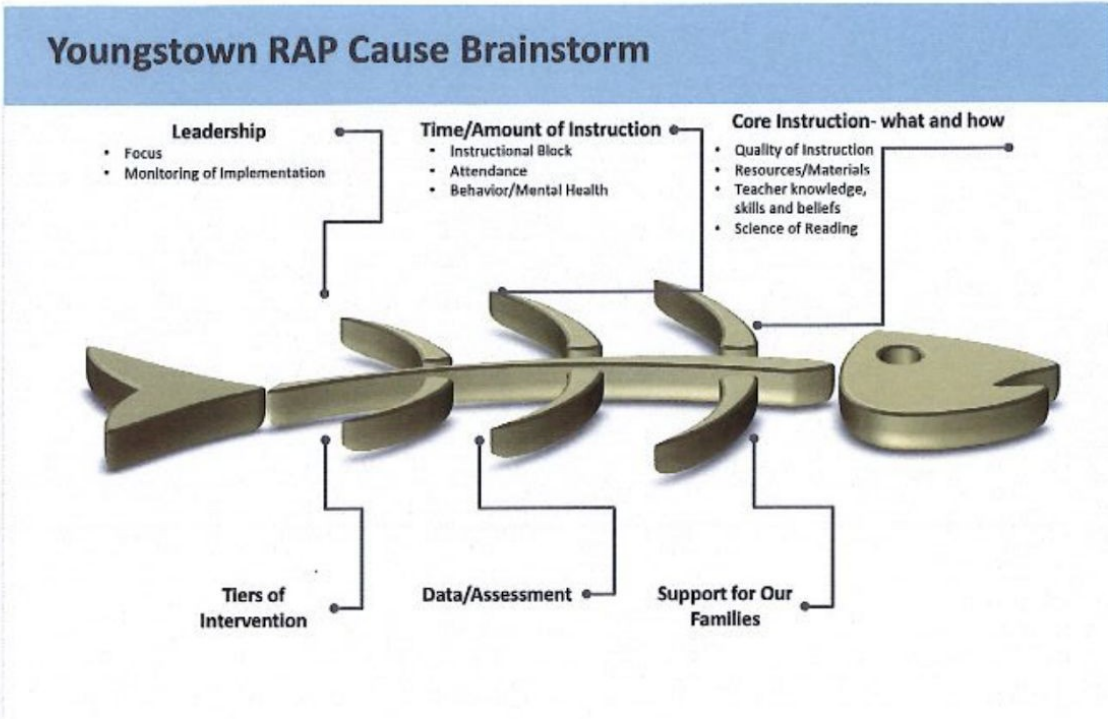 Youngstown RAP Cause Brainstorm
Leadership
• Focus
• Monitoring of Implementation
Time/Amount of Instruction
• Instructional Block
• Attendance
• Behavior/Mental Health
Core Instruction- what and how
• Quality of Instruction
• Resources/Materials
• Teacher knowledge,
skills and beliefs
• Science of Reading
Tiers of
Intervention
Data/Assessment
Support for Our
Families